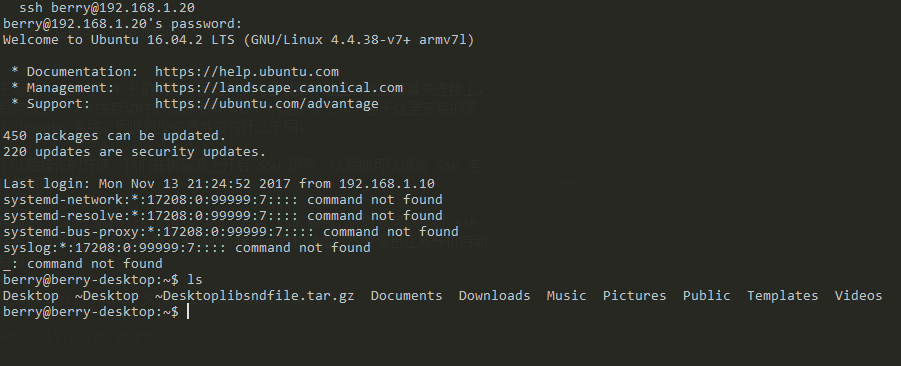 ssh berry@192.168.1.20
berry@192.168.1.20's password:
Welcome to Ubuntu 16.04.2 LTS (GNU/Linux 4.4.38-v7+ armv7l)
* Documentation:  https://help.ubuntu.com
* Management:     https://landscape.canonical.com
* Support:        https://ubuntu.com/advantage
450 packages can be updated.
220 updates are security updates.
Last login: Mon Nov 13 21:24:52 2017 from 192.168.1.10
systemd-network:*:17208:0:99999:7:::: command not found
systemd-resolve:*:17208:0:99999:7:::: command not found
systemd-bus-proxy:*:17208:0:99999:7:::: command not found
syslog:*:17208:0:99999:7:::: command not found
_: command not found
berry@berry-desktop:~$ ls
Desktop  ~Desktop  ~Desktoplibsndfile.tar.gz  Documents  Downloads  Music  Pictures  Public  Templates  Videos
berry@berry-desktop:~$